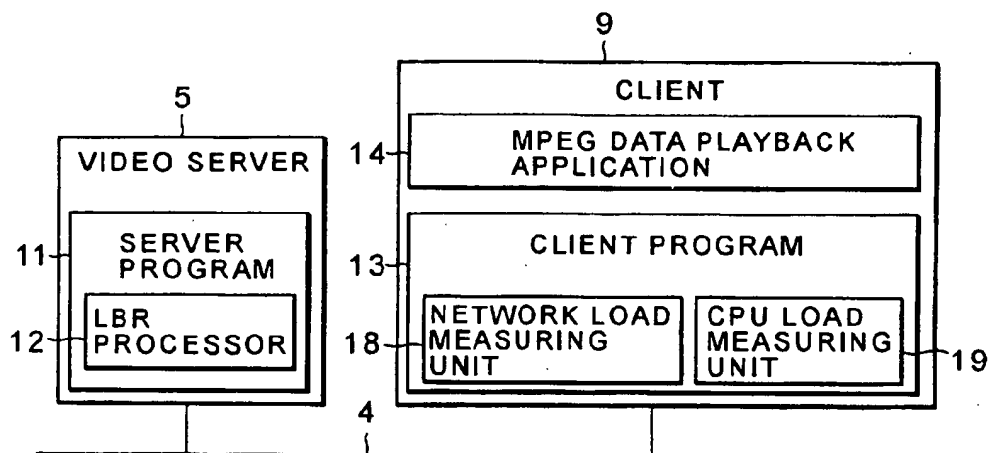 5
VIDEO SERVER
11
SERVER
PROGRAM
12
LBR
PROCESSOR
9
CLIENT
14
MPEG DATA PLAYBACK
APPLICATION
13
CLIENT PROGRAM
18
NETWORK LOAD
MEASURING
UNIT
CPU LOAD
MEASURING
UNIT
19
4